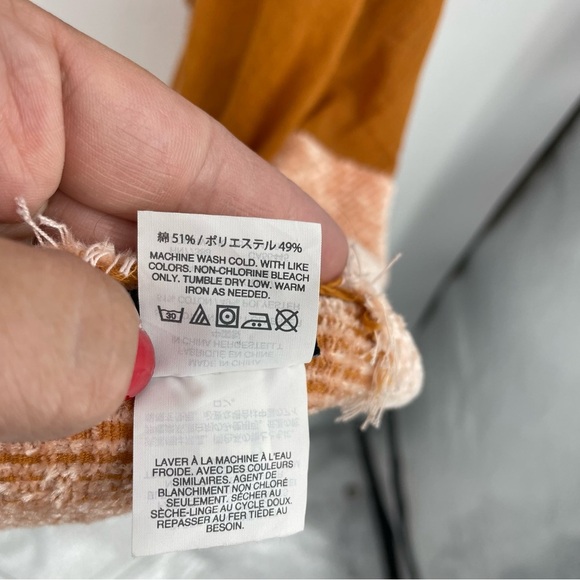 綿 51% / ポリエステル 49%
MACHINE WASH COLD. WITH LIKE
COLORS. NON-CHLORINE BLEACH
ONLY. TUMBLE DRY LOW. WARM
IRON AS NEEDED.
30
LAVER À LA MACHINE À L'EAU
FROIDE. AVEC DES COULEURS
SIMILAIRES. AGENT DE
BLANCHIMENT NON CHLORÉ
SEULEMENT. SÉCHER AU
SÈCHE-LINGE AU CYCLE DOUX.
REPASSER AU FER TIÈDE AU
BESOIN.